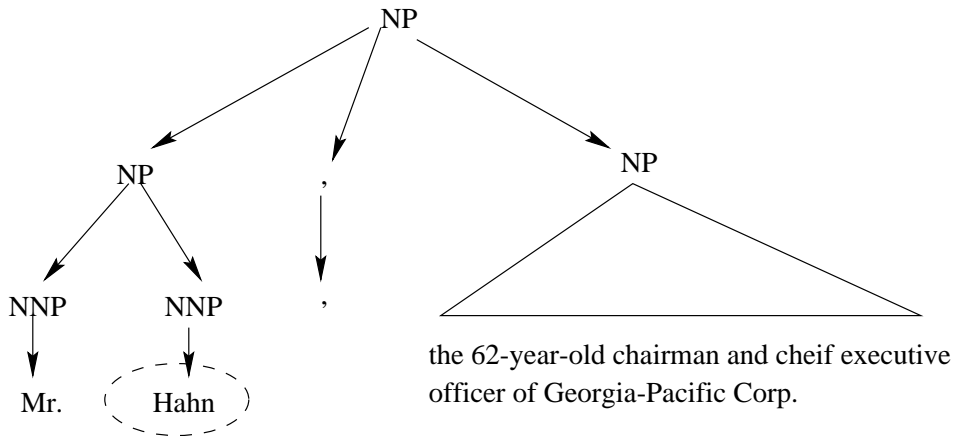 NP
NP , NP
NNP NNP ,
the 62-year-old chairman and cheif executive
officer of Georgia-Pacific Corp.
Mr. Hahn